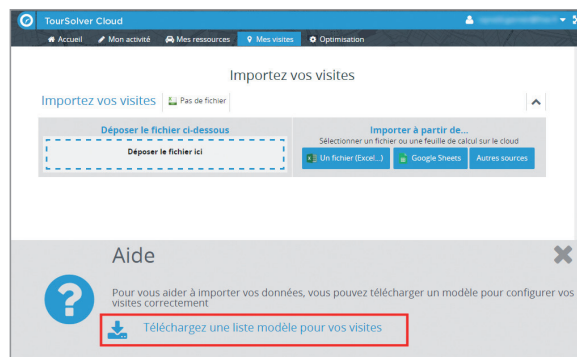 TourSolver Cloud
Accueil Mon activité Mes ressources Mes visites Optimisation
Importez vos visites
Importez vos visites Pas de fichier
Déposer le fichier ci-dessous
Déposer le fichier ici
Importer à partir de...
Sélectionner un fichier ou une feuille de calcul sur le cloud
Un fichier (Excel...) Google Sheets Autres sources
Aide
Pour vous aider à importer vos données, vous pouvez télécharger un modèle pour configurer vos
visites correctement
Téléchargez une liste modèle pour vos visites